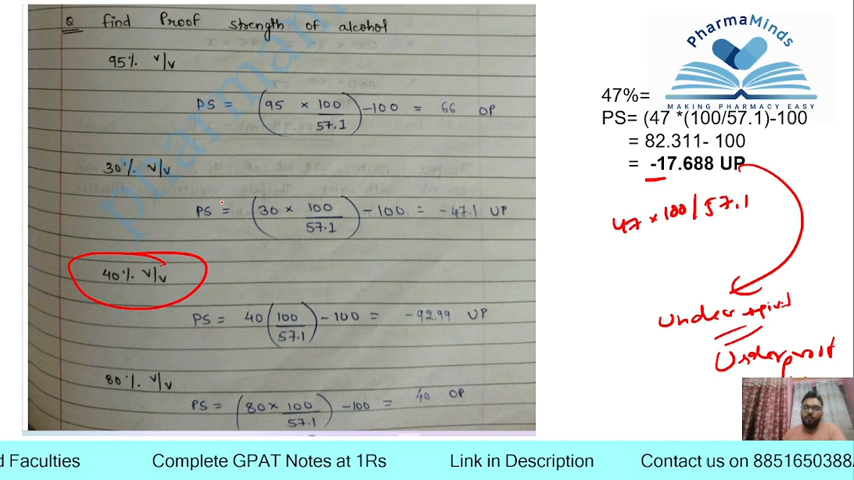 Q Find Proof strength of alcohol
95% v/v
PS = (95 × 100/57.1) -100 = 66 OP
30% v/v
PS = (30 × 100/57.1) -100 = -47.1 UP
40% v/v
PS = 40(100/57.1) -100 = -42.99 UP
80% v/v
PS = (80 × 100/57.1) -100 = 40 OP
PharmaMinds
MAKING PHARMACY EASY
47%=
PS= (47 *(100/57.1)-100
= 82.311- 100
= -17.688 UP
47 × 100 / 57.1
Under
d Faculties
Complete GPAT Notes at 1Rs
Link in Description
Contact us on 8851650388